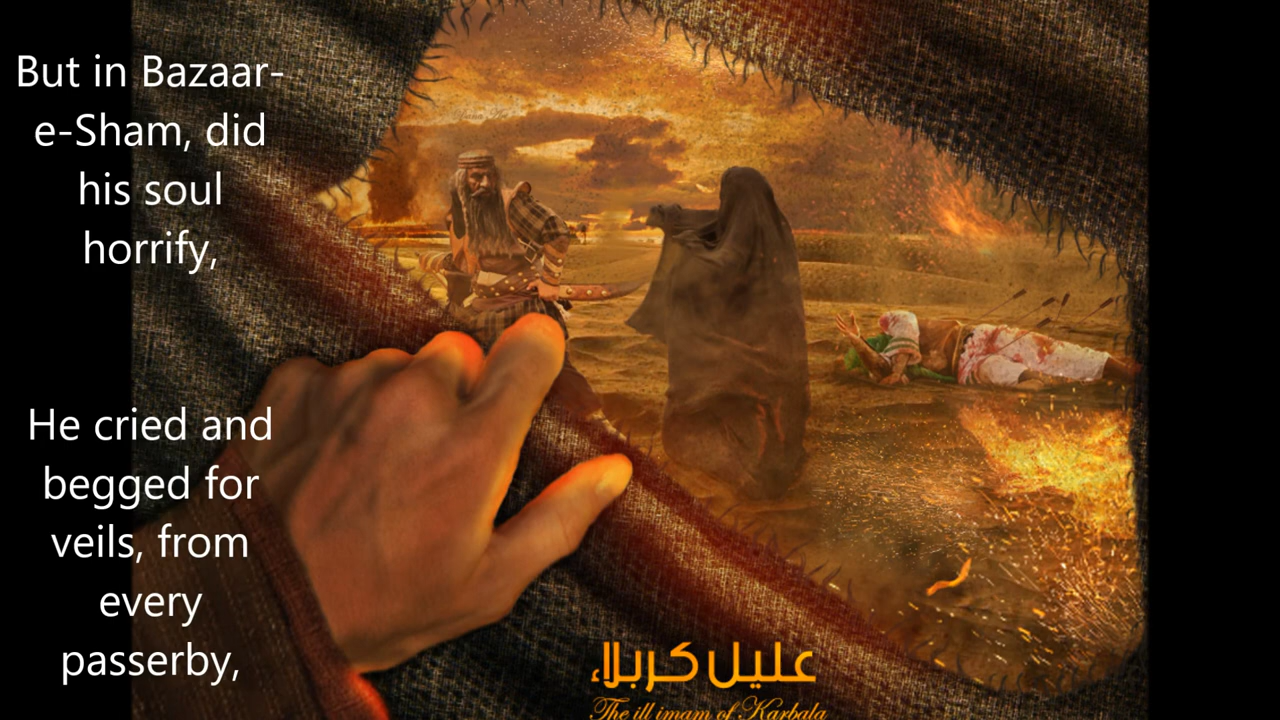 But in Bazaar-
e-Sham, did
his soul
horrify,
He cried and
begged for
veils, from
every
passerby,
عليل كربلاء
The ill imam of Karbala